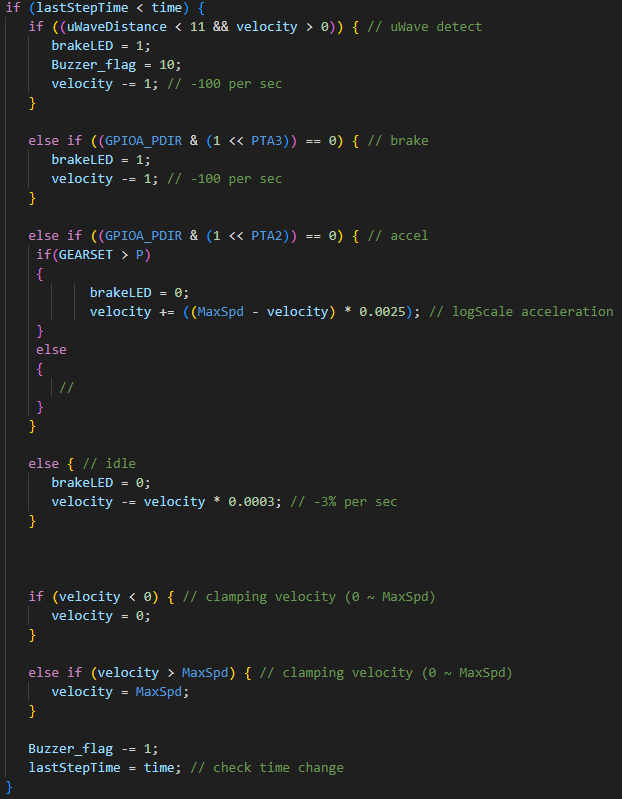 if (lastStepTime < time) {
if ((uWaveDistance < 11 && velocity > 0)) { // uWave detect
brakeLED = 1;
Buzzer_flag = 10;
velocity -= 1; // -100 per sec
}
else if ((GPIOA_PDIR & (1 << PTA3)) == 0) { // brake
brakeLED = 1;
velocity -= 1; // -100 per sec
}
else if ((GPIOA_PDIR & (1 << PTA2)) == 0) { // accel
if(GEARSET > P)
{
brakeLED = 0;
velocity += ((MaxSpd - velocity) * 0.0025); // logScale acceleration
}
else
{
//
}
}
else { // idle
brakeLED = 0;
velocity -= velocity * 0.0003; // -3% per sec
}
if (velocity < 0) { // clamping velocity (0 ~ MaxSpd)
velocity = 0;
}
else if (velocity > MaxSpd) { // clamping velocity (0 ~ MaxSpd)
velocity = MaxSpd;
}
Buzzer_flag -= 1;
lastStepTime = time; // check time change
}